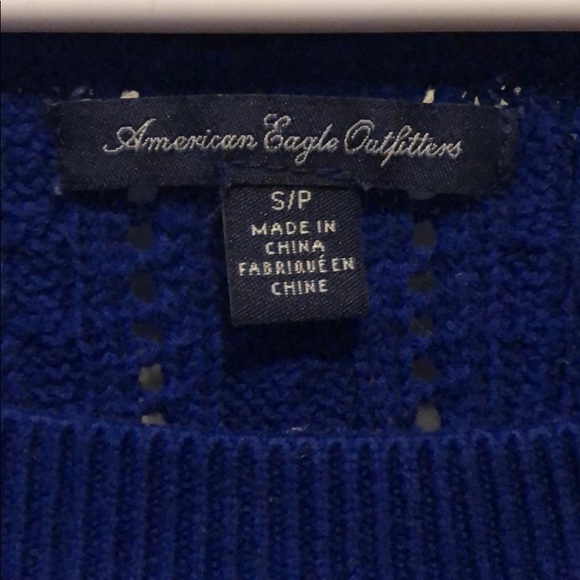 American Eagle Outfitters
S/P
MADE IN
CHINA
FABRIQUÉ EN
CHINE